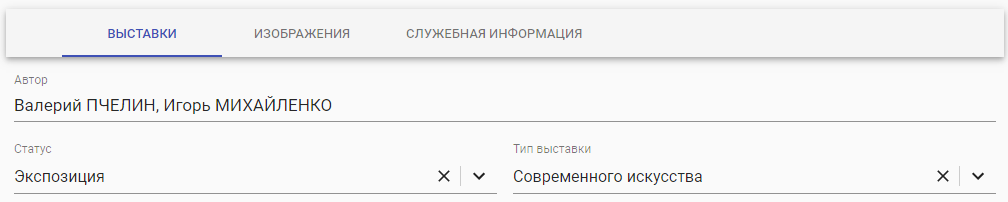 ВЫСТАВКИ ИЗОБРАЖЕНИЯ СЛУЖЕБНАЯ ИНФОРМАЦИЯ
Автор
Валерий ПЧЕЛИН, Игорь МИХАЙЛЕНКО
Статус Тип выставки
Экспозиция Современного искусства